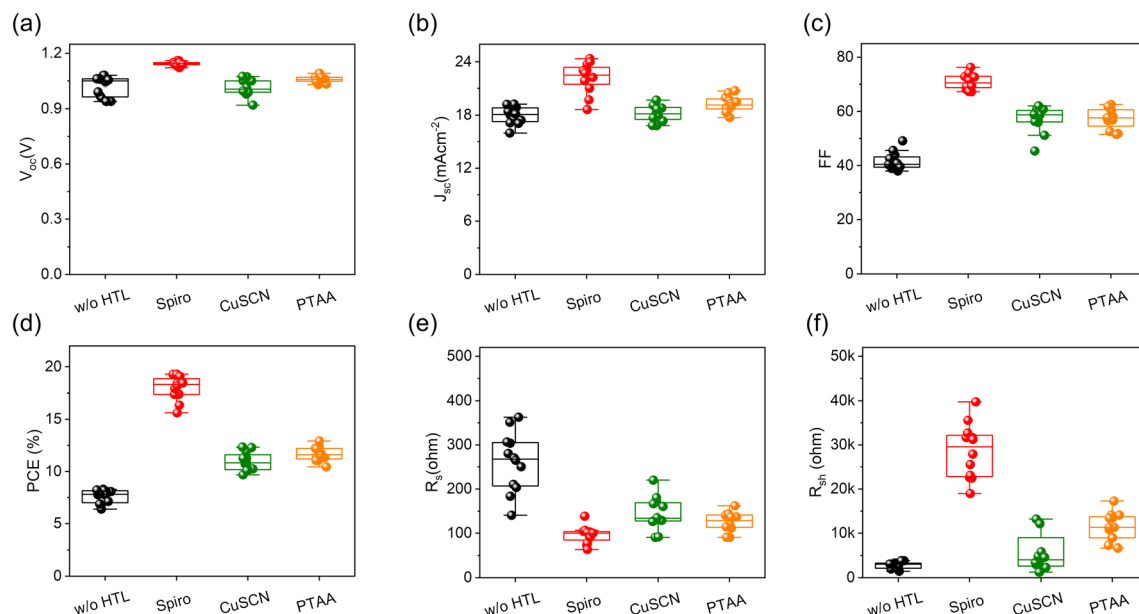 (a)
1.2
0.9
0.6
0.3
0.0
Voc(V)
w/o HTL
Spiro
CuSCN
PTAA
(b)
24
18
12
6
0
Jsc(mAcm-2)
w/o HTL
Spiro
CuSCN
PTAA
(c)
80
60
40
20
0
FF
w/o HTL
Spiro
CuSCN
PTAA
(d)
20
15
10
5
0
PCE (%)
w/o HTL
Spiro
CuSCN
PTAA
(e)
500
400
300
200
100
0
Rs(ohm)
w/o HTL
Spiro
CuSCN
PTAA
(f)
50k
40k
30k
20k
10k
0
Rsh (ohm)
w/o HTL
Spiro
CuSCN
PTAA